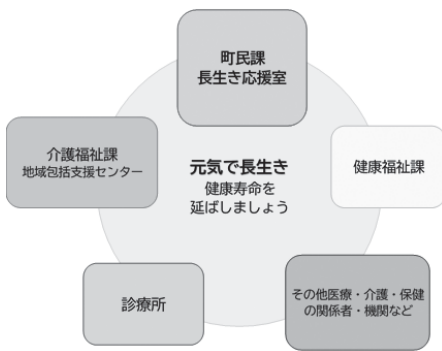 町民課
長生き応援室
介護福祉課
地域包括支援センター
元気で長生き
健康寿命を
延ばしましょう
健康福祉課
診療所
その他医療・介護・保健
の関係者・機関など